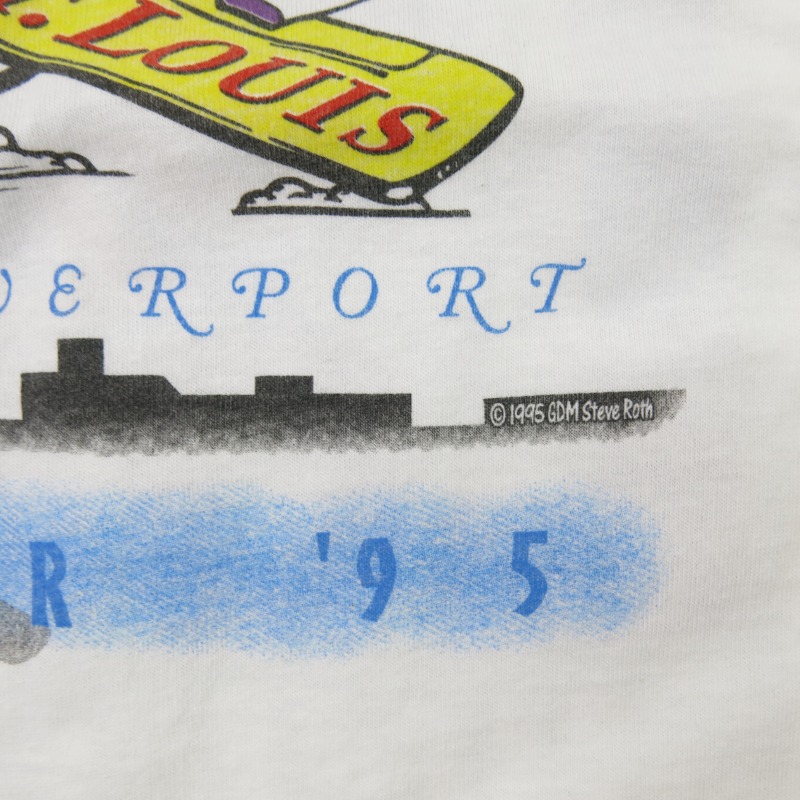 .LOUIS
ERPORT
© 1995 GDM Steve Roth
R '95